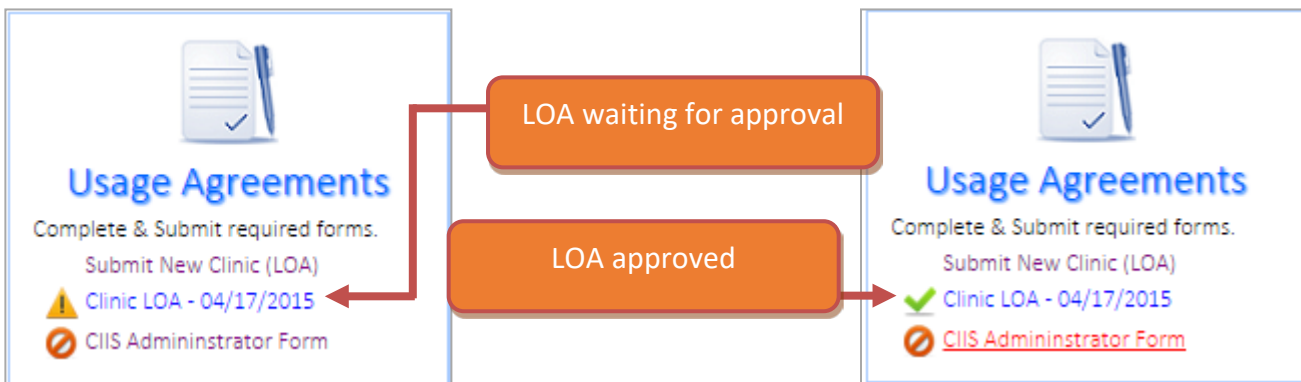 Usage Agreements
Complete & Submit required forms.
Submit New Clinic (LOA)
Clinic LOA - 04/17/2015
CIIS Admininstrator Form
LOA waiting for approval
LOA approved
Usage Agreements
Complete & Submit required forms.
Submit New Clinic (LOA)
Clinic LOA - 04/17/2015
CIIS Admininstrator Form